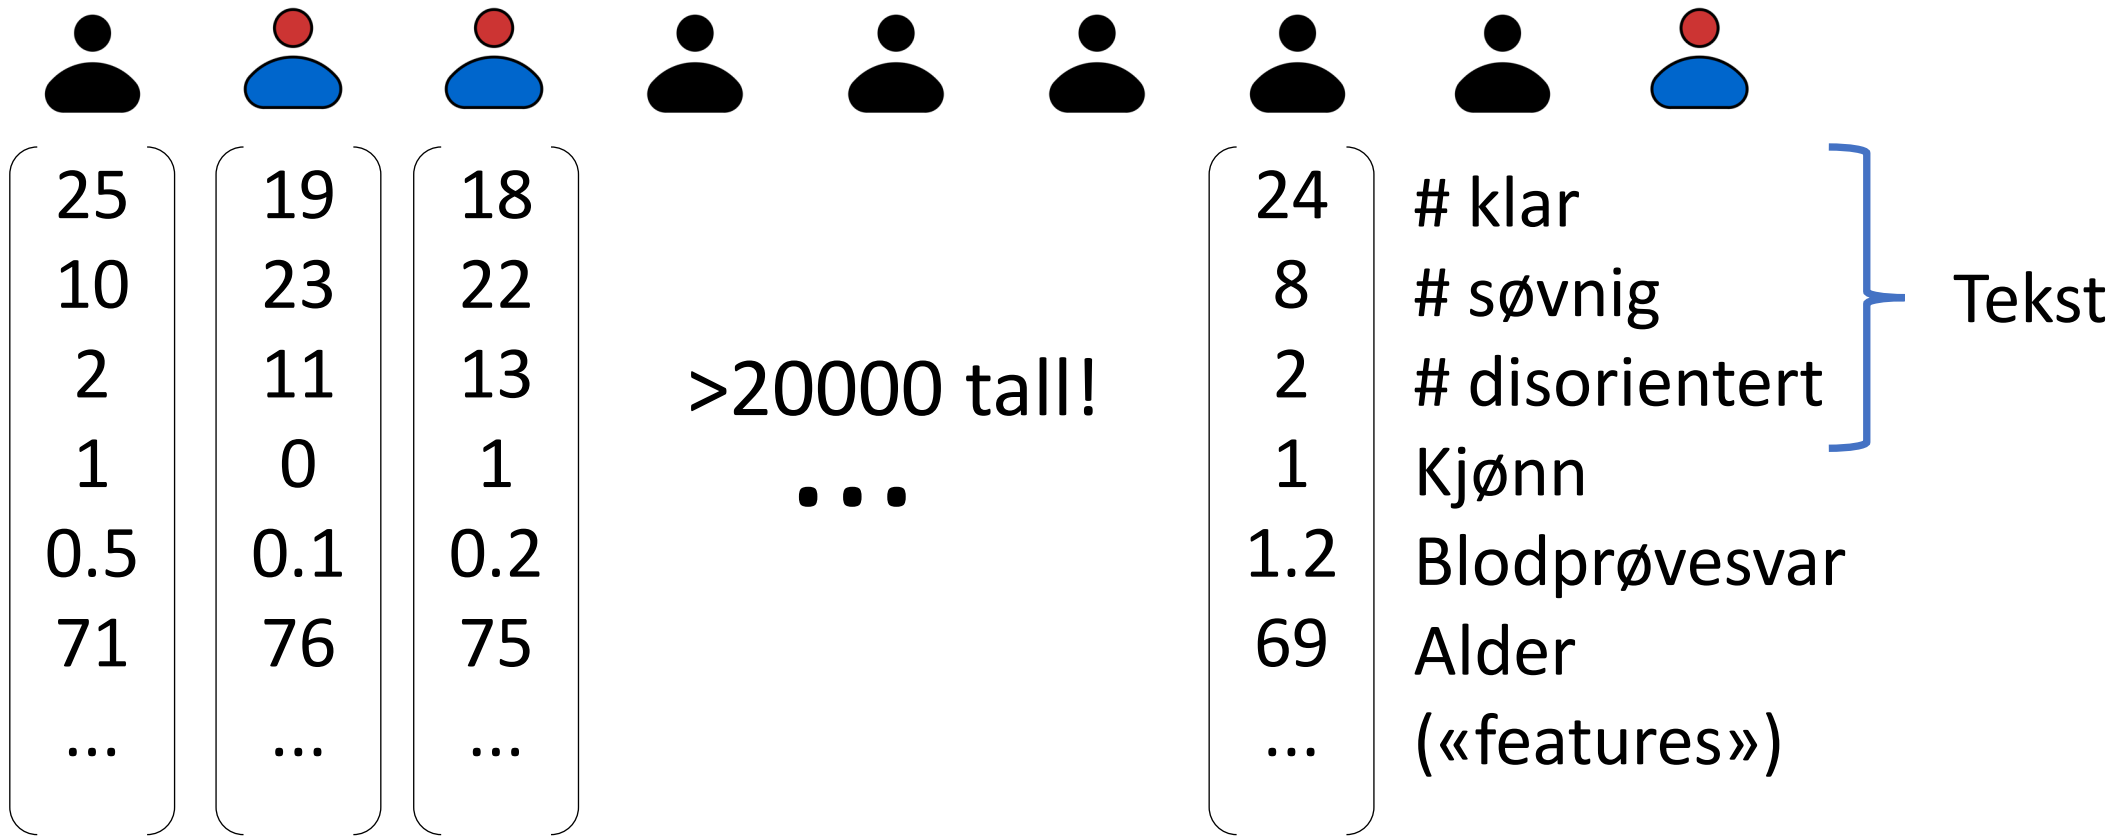 25 19 18 24 # klar
10 23 22 8 # søvnig
2 11 13 2 # disorientert
1 0 1 1 Kjønn
0.5 0.1 0.2 1.2 Blodprøvesvar
71 76 75 69 Alder
... ... ... ... («features»)
>20000 tall!
...
Tekst